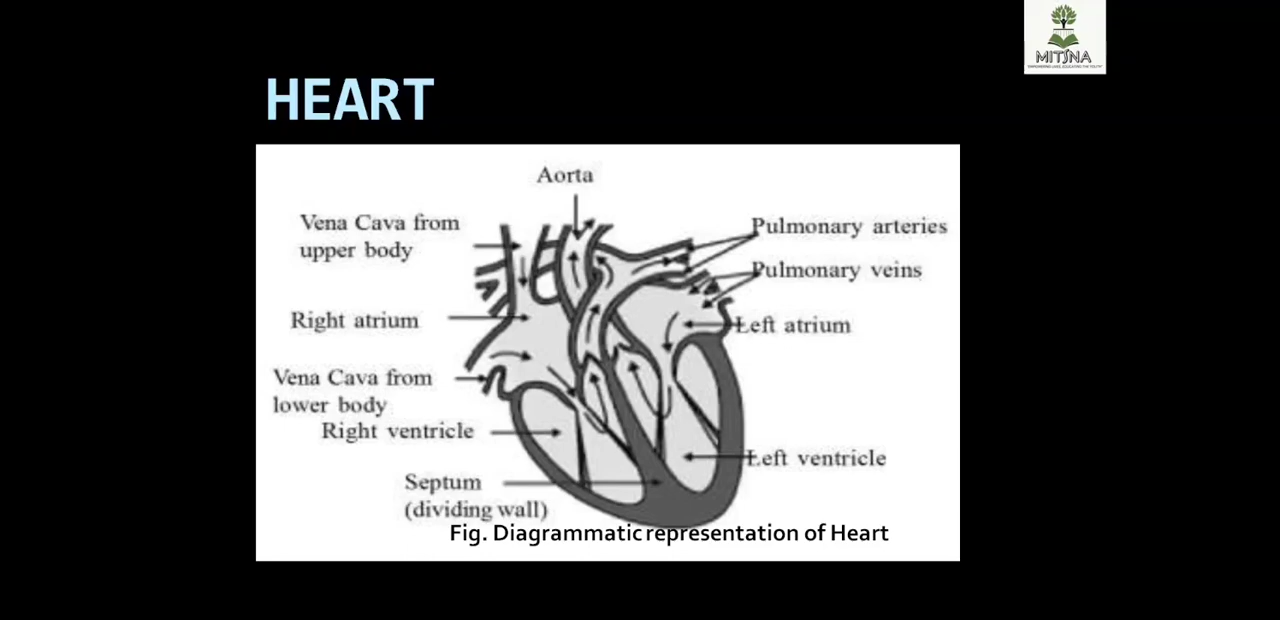 MITSNA
HEART
Aorta
Vena Cava from
upper body
Pulmonary arteries
Pulmonary veins
Right atrium
Left atrium
Vena Cava from
lower body
Right ventricle
Left ventricle
Septum
(dividing wall)
Fig. Diagrammatic representation of Heart